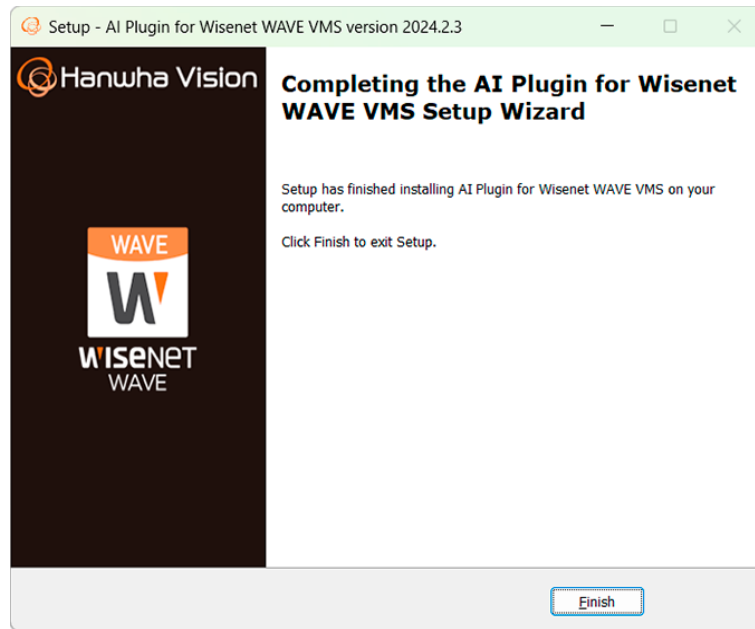 Setup - AI Plugin for Wisenet WAVE VMS version 2024.2.3
Hanwha Vision
Completing the AI Plugin for Wisenet
WAVE VMS Setup Wizard
Setup has finished installing AI Plugin for Wisenet WAVE VMS on your
computer.
Click Finish to exit Setup.
WAVE
W
WISENET
WAVE
Finish